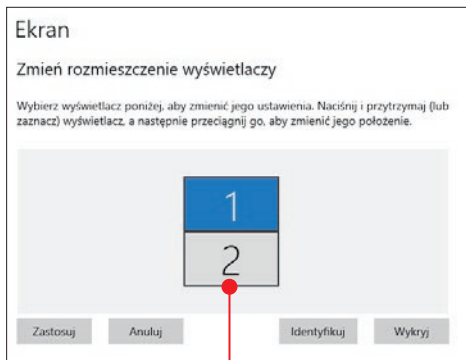 Ekran
Zmień rozmieszczenie wyświetlaczy
Wybierz wyświetlacz poniżej, aby zmienić jego ustawienia. Naciśnij i przytrzymaj (lub
zaznacz) wyświetlacz, a następnie przeciągnij go, aby zmienić jego położenie.
1
2
Zastosuj Anuluj Identyfikuj Wykryj